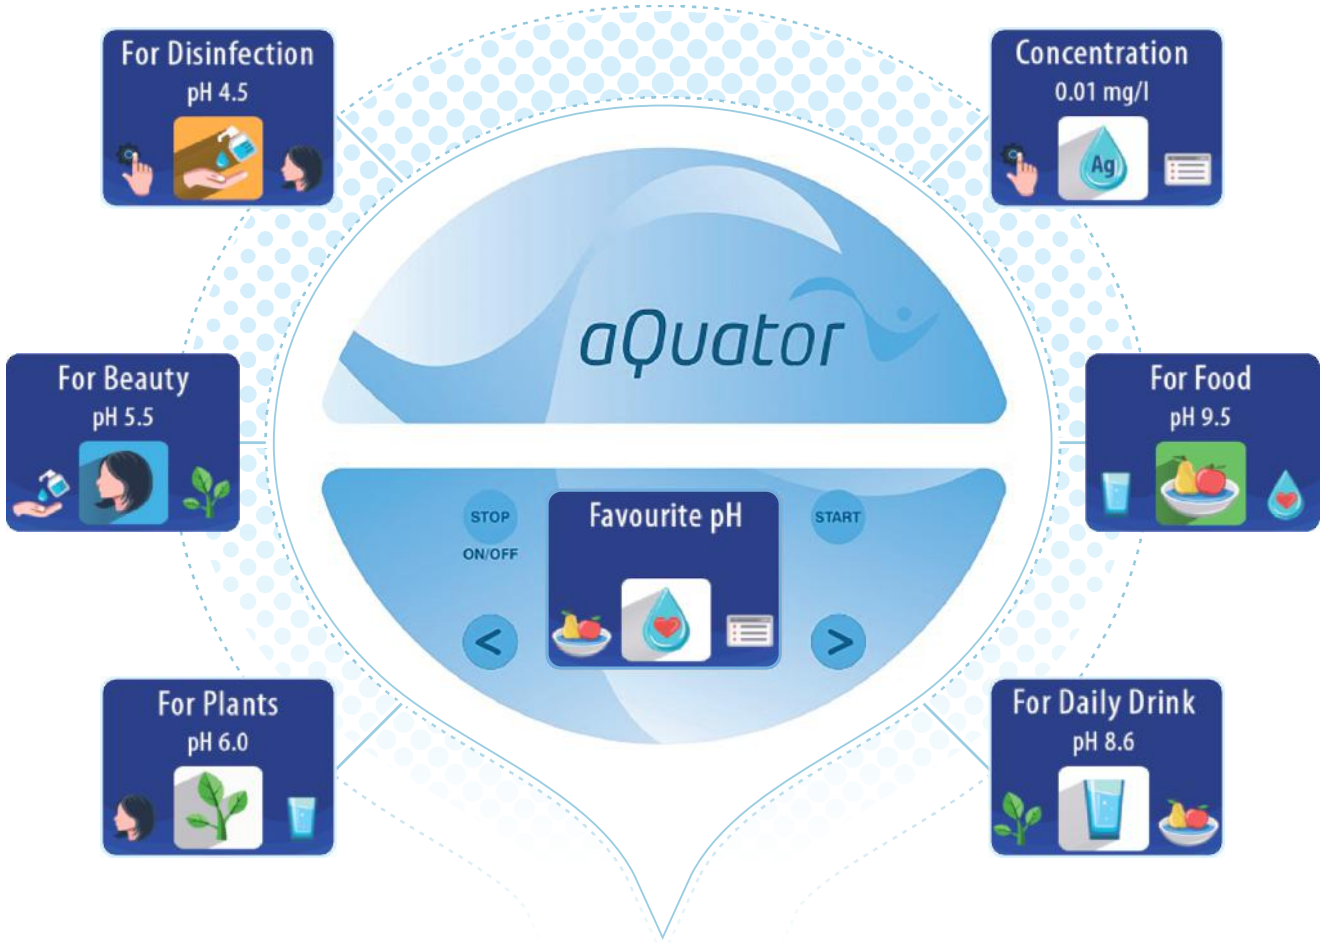 For Disinfection
pH 4.5
Concentration
0.01 mg/l
Ag
aQuator
For Beauty
pH 5.5
For Food
pH 9.5
STOP
ON/OFF
Favourite pH
START
<
>
For Plants
pH 6.0
For Daily Drink
pH 8.6